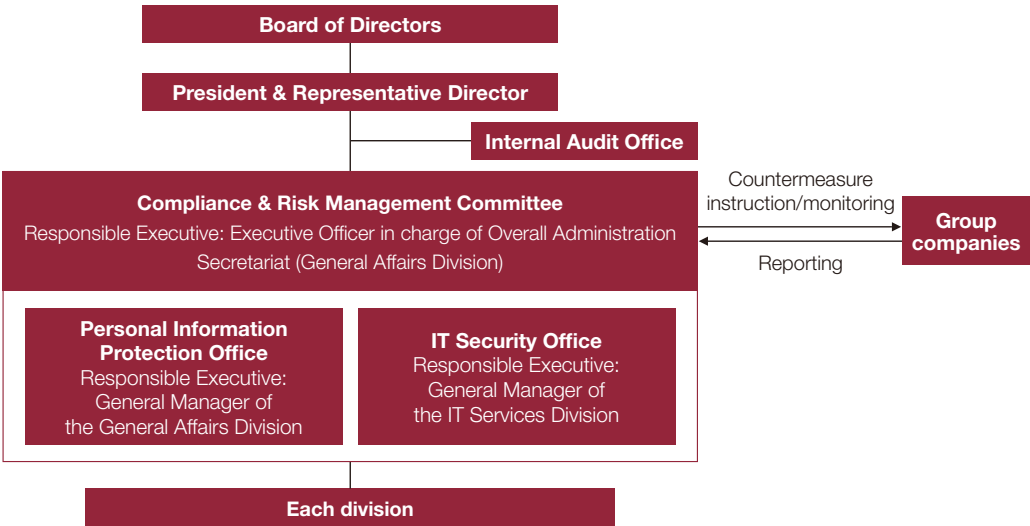 Board of Directors
President & Representative Director
Internal Audit Office
Compliance & Risk Management Committee
Responsible Executive: Executive Officer in charge of Overall Administration
Secretariat (General Affairs Division)
Countermeasure
instruction/monitoring
Reporting
Group
companies
Personal Information
Protection Office
Responsible Executive:
General Manager of
the General Affairs Division
IT Security Office
Responsible Executive:
General Manager of
the IT Services Division
Each division